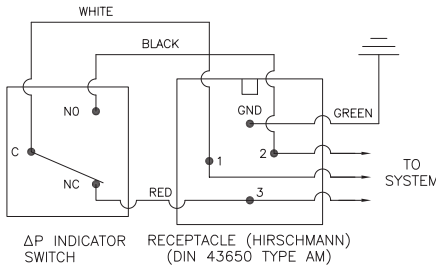 WHITE
BLACK
NO
GND
GREEN
C
1
2
TO
SYSTEM
NC
RED
3
ΔP INDICATOR
SWITCH
RECEPTACLE (HIRSCHMANN)
(DIN 43650 TYPE AM)